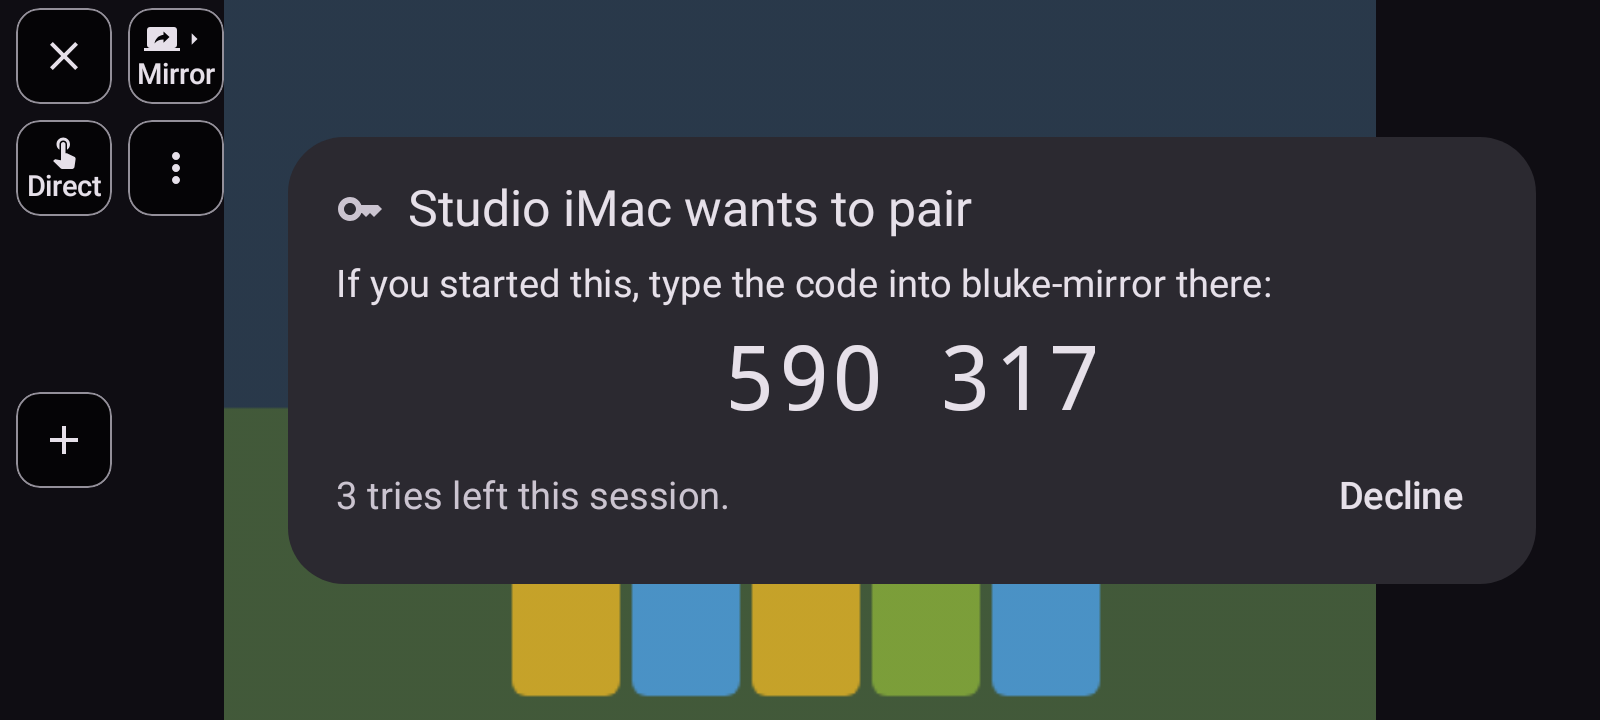 Mirror
Direct
Studio iMac wants to pair
If you started this, type the code into bluke-mirror there:
590 317
3 tries left this session.
Decline